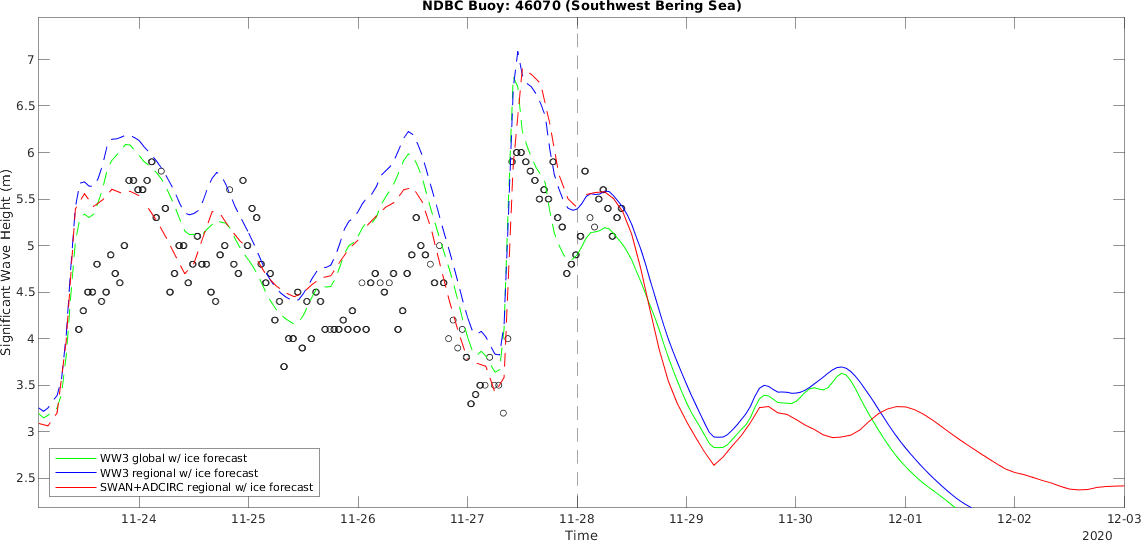 NDBC Buoy: 46070 (Southwest Bering Sea)
Significant Wave Height (m)
7
6.5
6
5.5
5
4.5
4
3.5
3
2.5
WW3 global w/ ice forecast
WW3 regional w/ ice forecast
SWAN+ADCIRC regional w/ ice forecast
11-24 11-25 11-26 11-27 11-28 11-29 11-30 12-01 12-02 12-03
Time
2020